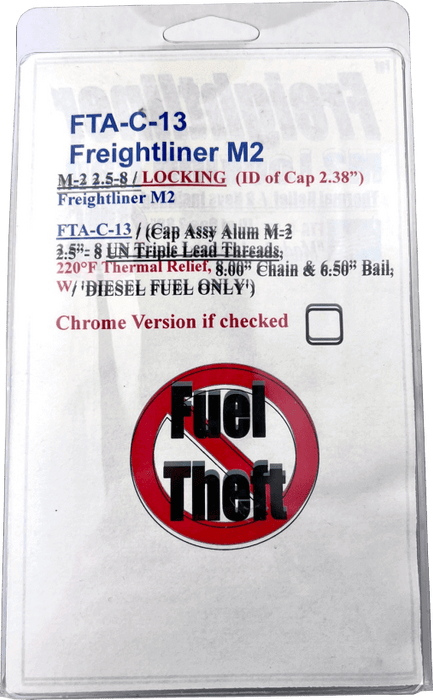 FTA-C-13
Freightliner M2
M-2 2.5-8 / LOCKING (ID of Cap 2.38")
Freightliner M2
FTA-C-13 / (Cap Assy Alum M-2
2.5"- 8 UN Triple Lead Threads,
220°F Thermal Relief, 8.00" Chain & 6.50" Bail,
W/ 'DIESEL FUEL ONLY')
Chrome Version if checked
Fuel
Theft